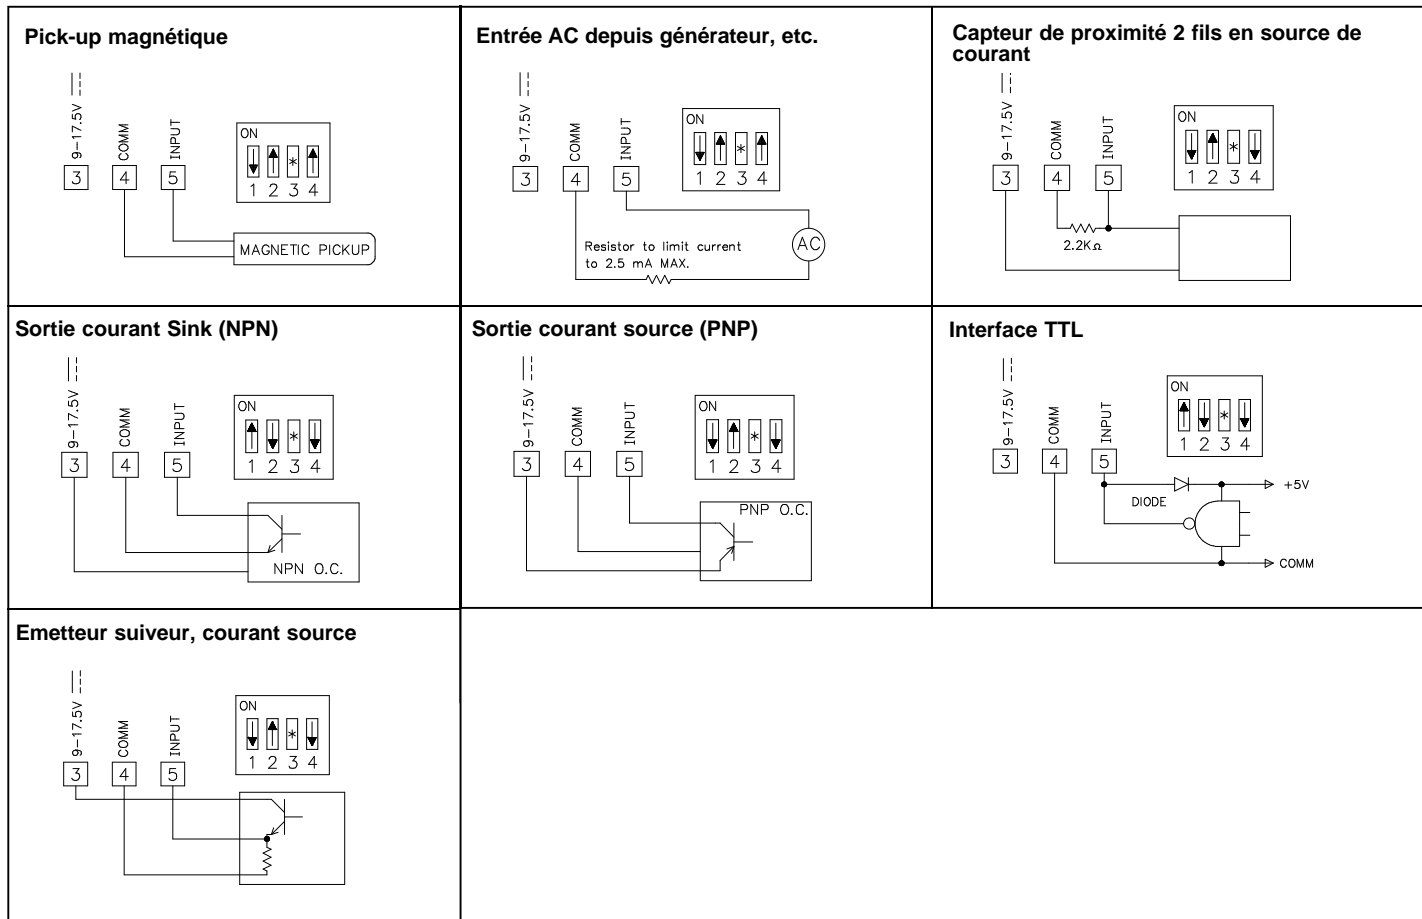 Pick-up magnétique
9-17.5V
COMM
INPUT
ON
3
4
5
1 2 * 3 4
MAGNETIC PICKUP
Entrée AC depuis générateur, etc.
9-17.5V
COMM
INPUT
ON
3
4
5
1 2 * 3 4
Resistor to limit current
to 2.5 mA MAX.
AC
Capteur de proximité 2 fils en source de
courant
9-17.5V
COMM
INPUT
ON
3
4
5
1 2 * 3 4
2.2KΩ
Sortie courant Sink (NPN)
9-17.5V
COMM
INPUT
ON
3
4
5
1 2 * 3 4
NPN O.C.
Sortie courant source (PNP)
9-17.5V
COMM
INPUT
ON
3
4
5
1 2 * 3 4
PNP O.C.
Interface TTL
9-17.5V
COMM
INPUT
ON
3
4
5
1 2 * 3 4
DIODE
+5V
COMM
Emetteur suiveur, courant source
9-17.5V
COMM
INPUT
ON
3
4
5
1 2 * 3 4